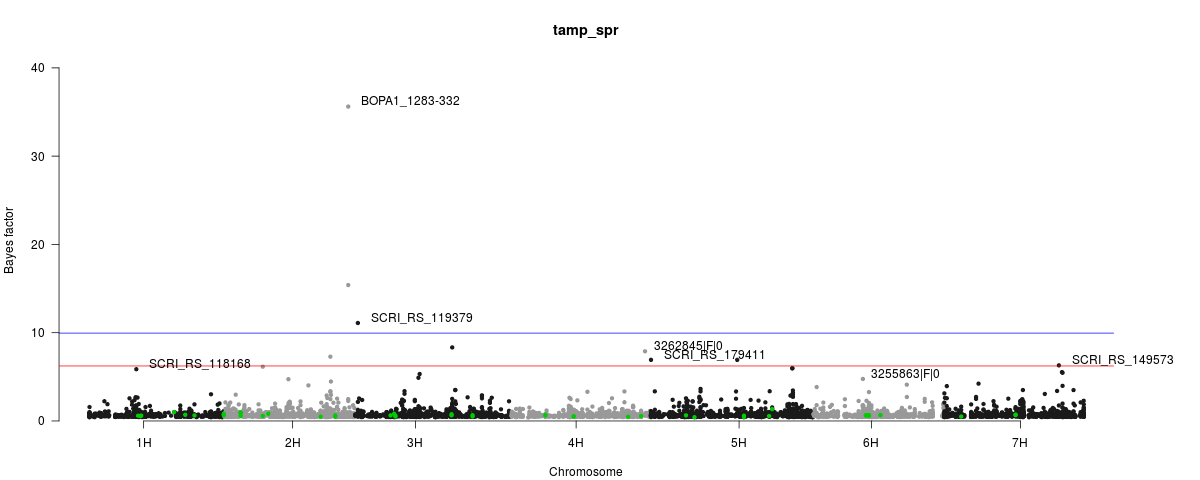 tamp_spr
40
BOPA1_1283-332
30
Bayes factor
20
SCRI_RS_119379
10
3262845|F|0
SCRI_RS_179411
SCRI_RS_149573
SCRI_RS_118168
3255863|F|0
0
1H 2H 3H 4H 5H 6H 7H
Chromosome